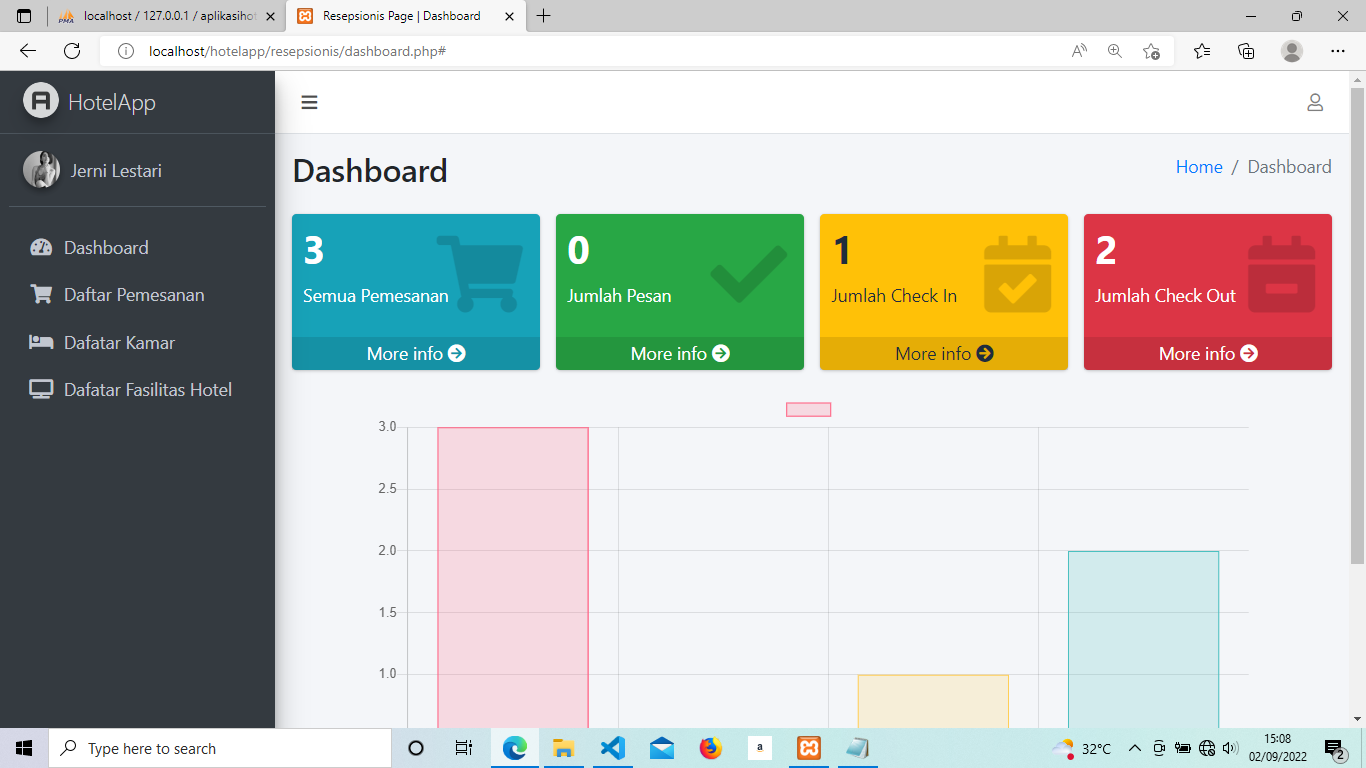 localhost / 127.0.0.1 / aplikasihot
Resepsionis Page | Dashboard
localhost/hotelapp/resepsionis/dashboard.php#
HotelApp
Jerni Lestari
Dashboard
Daftar Pemesanan
Dafatar Kamar
Dafatar Fasilitas Hotel
Dashboard
Home / Dashboard
3
Semua Pemesanan
More info
0
Jumlah Pesan
More info
1
Jumlah Check In
More info
2
Jumlah Check Out
More info
3.0
2.5
2.0
1.5
1.0
Type here to search
a
32°C
15:08
02/09/2022
2